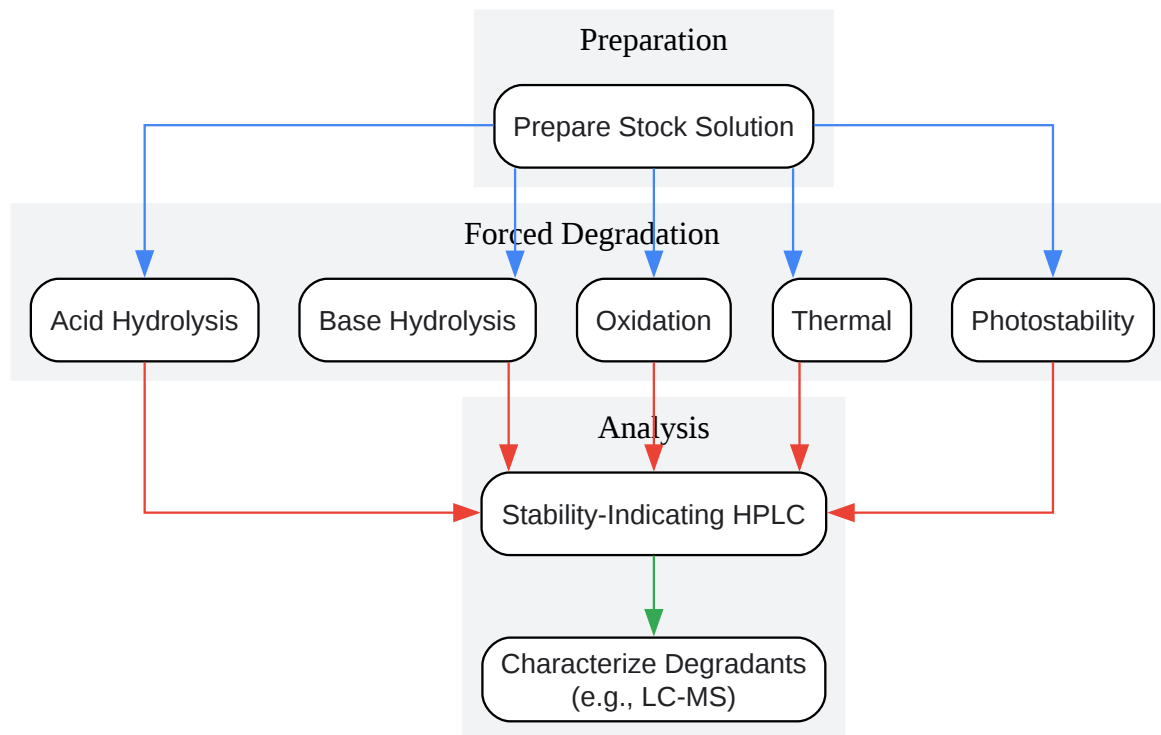 Preparation
Prepare Stock Solution
Forced Degradation
Acid Hydrolysis
Base Hydrolysis
Oxidation
Thermal
Photostability
Analysis
Stability-Indicating HPLC
Characterize Degradants
(e.g., LC-MS)